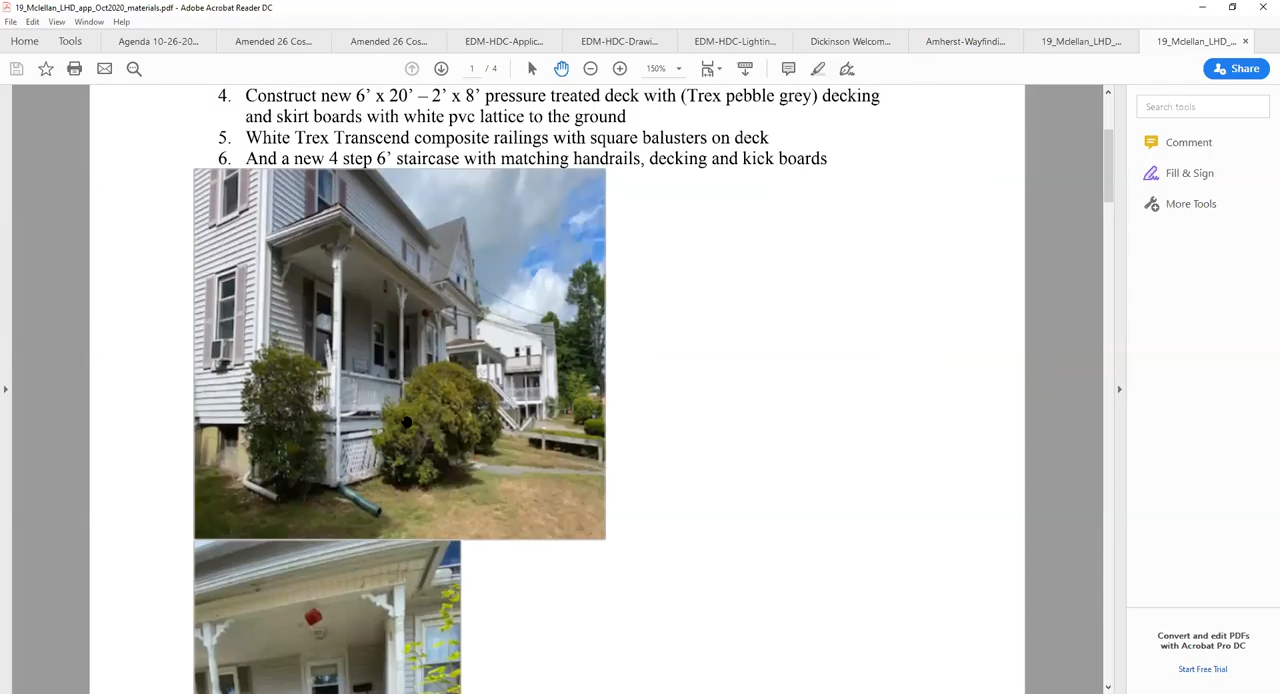 19_Mclellan_LHD_app_Oct2020_materials.pdf - Adobe Acrobat Reader DC
File Edit View Window Help
Home Tools Agenda 10-26-20... Amended 26 Cos... Amended 26 Cos... EDM-HDC-Applic... EDM-HDC-Drawi... EDM-HDC-Lightin... Dickinson Welcom... Amherst-Wayfindi... 19_Mclellan_LHD_... 19_Mclellan_LHD_... ×
1 / 4 150% Share
4. Construct new 6’ x 20’ – 2’ x 8’ pressure treated deck with (Trex pebble grey) decking
and skirt boards with white pvc lattice to the ground
5. White Trex Transcend composite railings with square balusters on deck
6. And a new 4 step 6’ staircase with matching handrails, decking and kick boards
Search tools
Comment
Fill & Sign
More Tools
Convert and edit PDFs
with Acrobat Pro DC
Start Free Trial